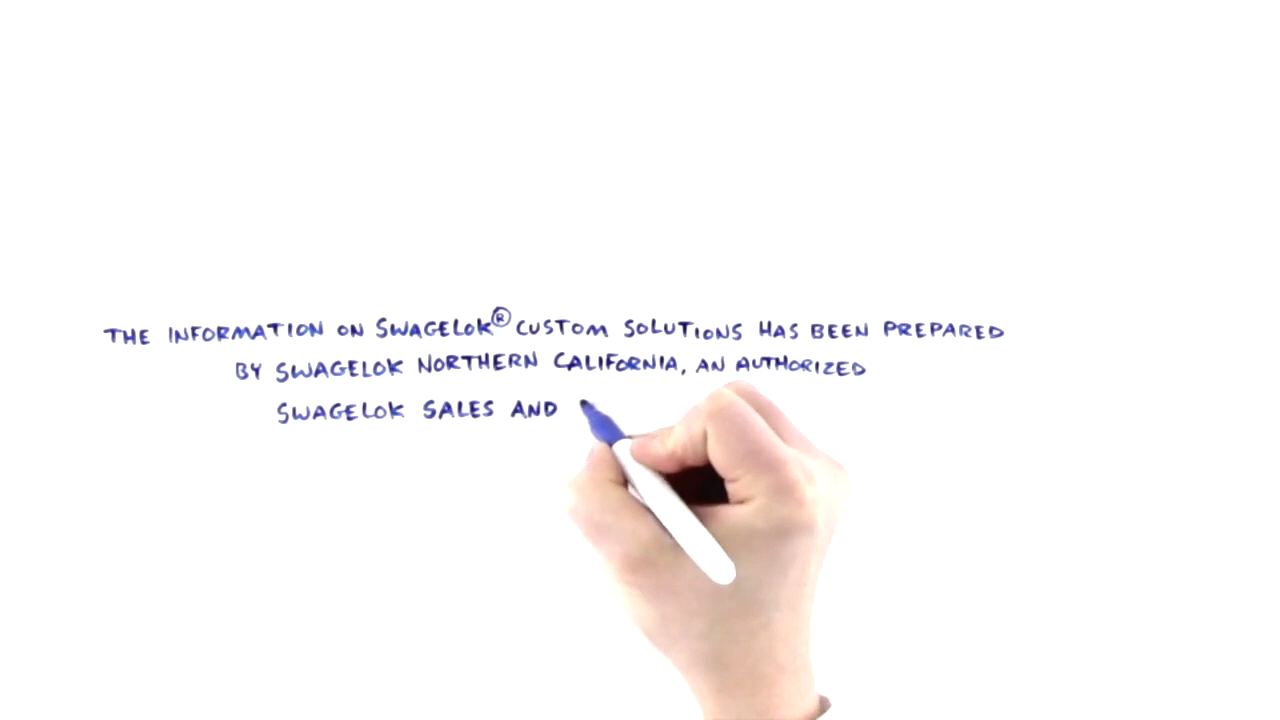 THE INFORMATION ON SWAGELOK® CUSTOM SOLUTIONS HAS BEEN PREPARED
BY SWAGELOK NORTHERN CALIFORNIA, AN AUTHORIZED
SWAGELOK SALES AND